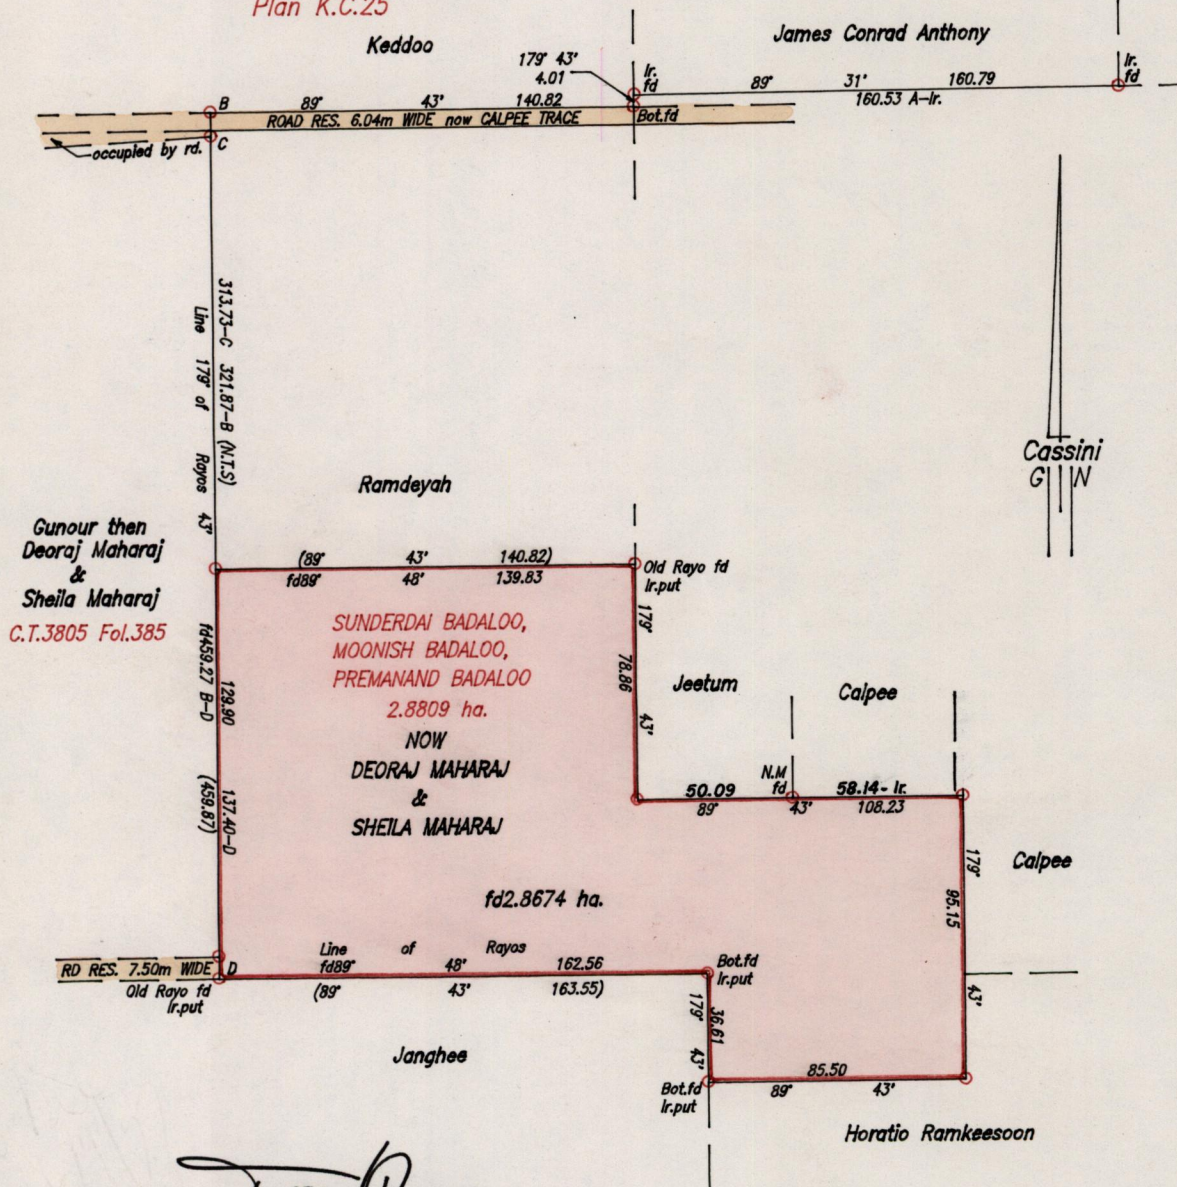 Plan K.C.25
Keddoo
James Conrad Anthony
179° 43'
4.01
Ir.
fd
89° 31' 160.79
160.53 A-Ir.
Ir.
fd
B
89° 43' 140.82
ROAD RES. 6.04m WIDE now CALPEE TRACE
Bot.fd
occupied by rd.
C
313.73-C 321.87-B (N.T.S)
Line 179° of Rayos 43'
Cassini
G N
Ramdeyah
Gunour then
Deoraj Maharaj
&
Sheila Maharaj
C.T.3805 Fol.385
(89° 43' 140.82)
fd89° 48' 139.83
Old Rayo fd
Ir.put
179° 43'
78.86
SUNDERDAI BADALOO,
MOONISH BADALOO,
PREMANAND BADALOO
2.8809 ha.
NOW
DEORAJ MAHARAJ
&
SHEILA MAHARAJ
fd459.27 B-D
129.90
(459.87)
137.40-D
Jeetum
Calpee
N.M
fd
50.09
58.14- Ir.
89° 43' 108.23
Calpee
179° 43'
95.15
fd2.8674 ha.
RD RES. 7.50m WIDE
D
Old Rayo fd
Ir.put
Line of Rayos
fd89° 48' 162.56
(89° 43' 163.55)
Bot.fd
Ir.put
179° 43'
36.61
Janghee
Bot.fd
Ir.put
85.50
89° 43'
Horatio Ramkeesoon